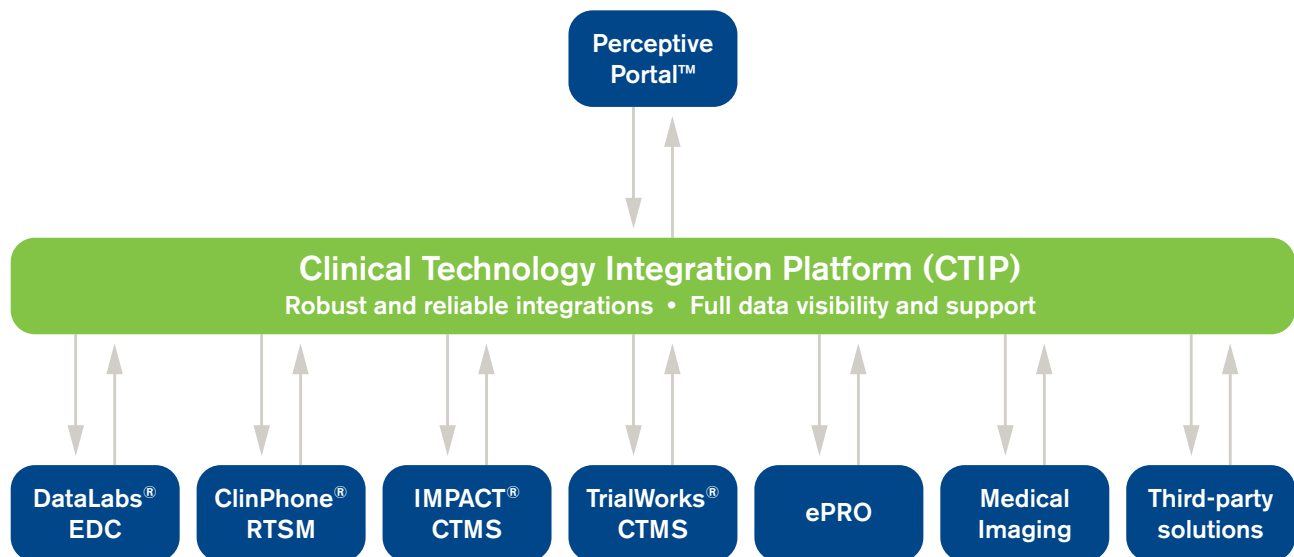 Perceptive
Portal™
Clinical Technology Integration Platform (CTIP)
Robust and reliable integrations • Full data visibility and support
DataLabs®
EDC
ClinPhone®
RTSM
IMPACT®
CTMS
TrialWorks®
CTMS
ePRO
Medical
Imaging
Third-party
solutions